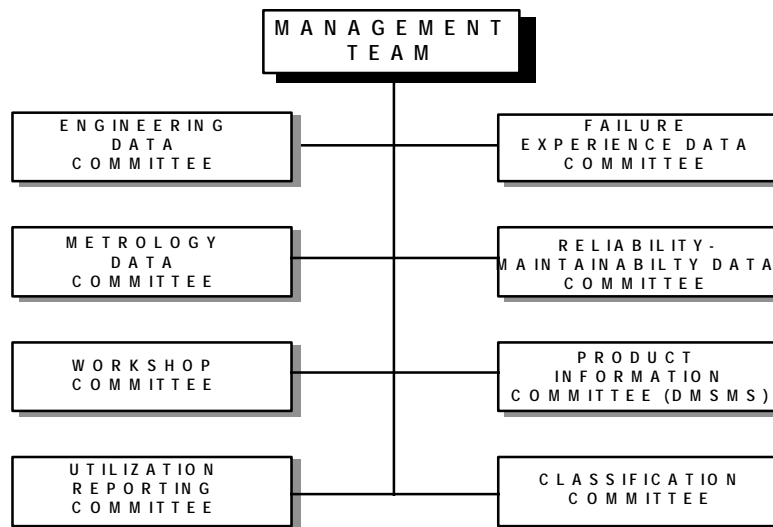 MANAGEMENT
TEAM
ENGINEERING
DATA
COMMITTEE
FAILURE
EXPERIENCE DATA
COMMITTEE
METROLOGY
DATA
COMMITTEE
RELIABILITY-
MAINTAINABILTY DATA
COMMITTEE
WORKSHOP
COMMITTEE
PRODUCT
INFORMATION
COMMITTEE (DMSMS)
UTILIZATION
REPORTING
COMMITTEE
CLASSIFICATION
COMMITTEE